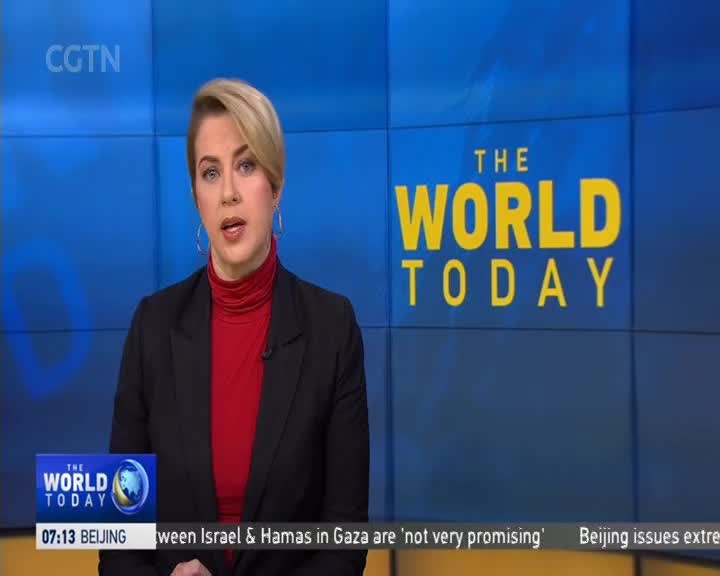 CGTN
THE
WORLD
TODAY
THE
WORLD
TODAY
07:13 BEIJING
tween Israel & Hamas in Gaza are 'not very promising' Beijing issues extre